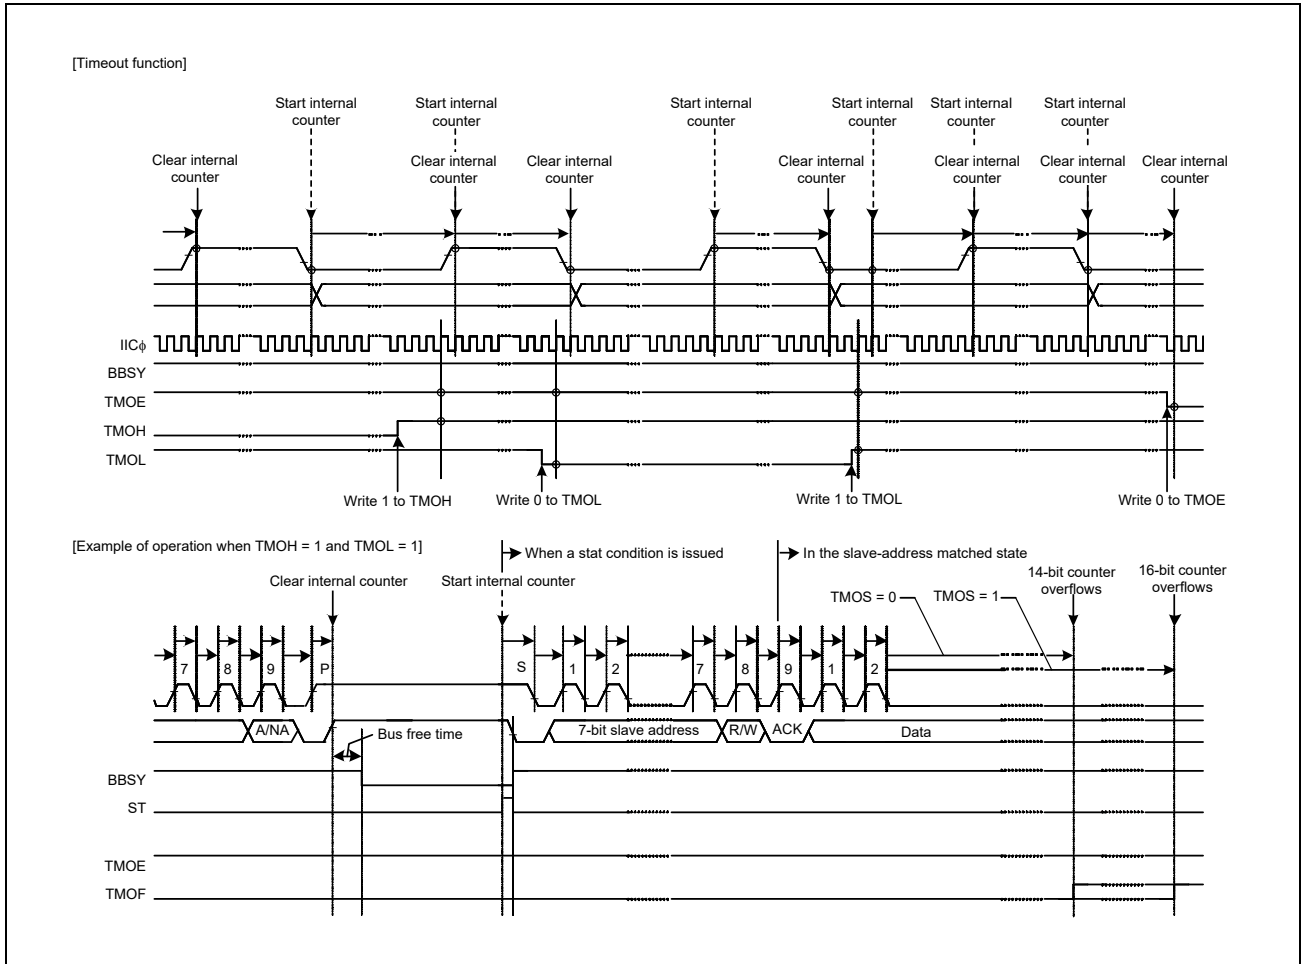 [Timeout function]
Start internal counter
Start internal counter
Start internal counter
Start internal counter
Start internal counter
Start internal counter
Clear internal counter
Clear internal counter
Clear internal counter
Clear internal counter
Clear internal counter
Clear internal counter
Clear internal counter
IICϕ
BBSY
TMOE
TMOH
TMOL
Write 1 to TMOH
Write 0 to TMOL
Write 1 to TMOL
Write 0 to TMOE
[Example of operation when TMOH = 1 and TMOL = 1]
When a stat condition is issued
In the slave-address matched state
Clear internal counter
Start internal counter
14-bit counter overflows
16-bit counter overflows
TMOS = 0
TMOS = 1
7 8 9 P S 1 2 7 8 9 1 2
A/NA
Bus free time
7-bit slave address
R/W
ACK
Data
BBSY
ST
TMOE
TMOF